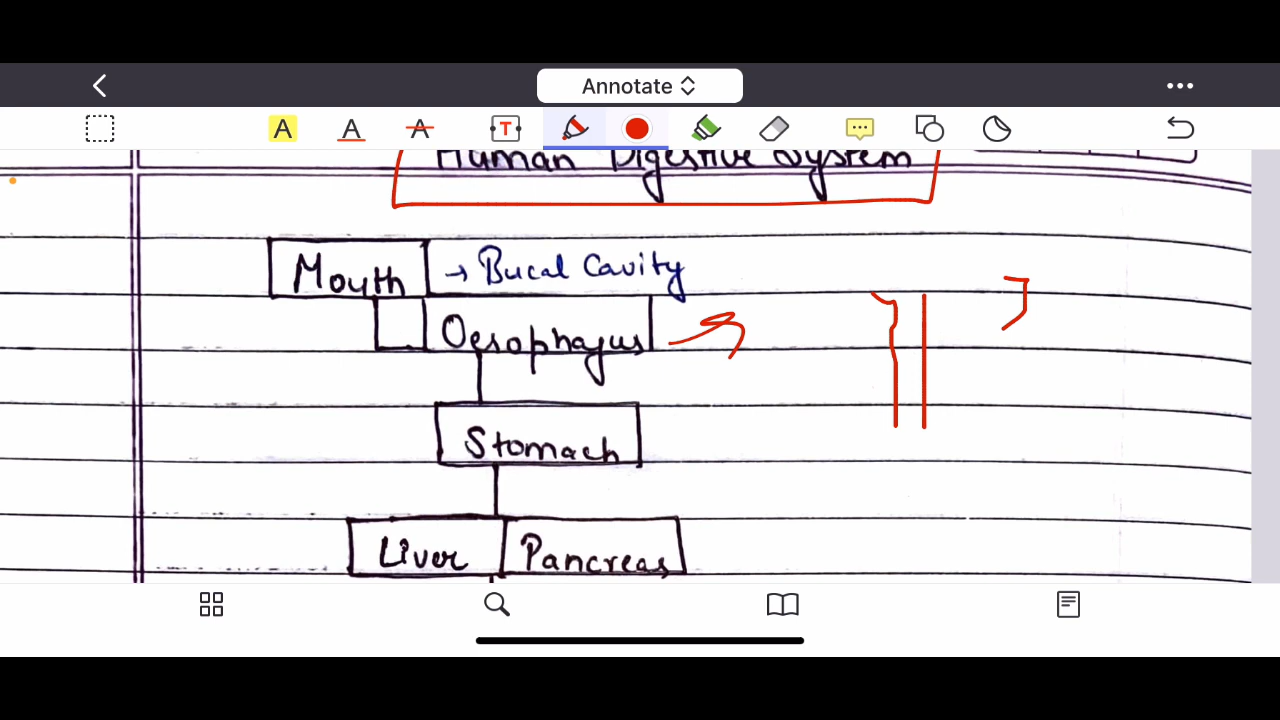 Annotate
A A A T
Human Digestive System
Mouth → Bucal Cavity
Oesophagus
Stomach
Liver Pancreas